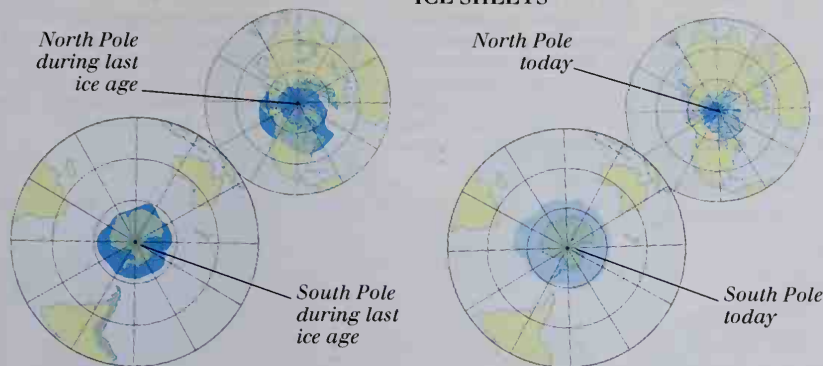 ICE SHEETS
North Pole
during last
ice age
North Pole
today
South Pole
during last
ice age
South Pole
today